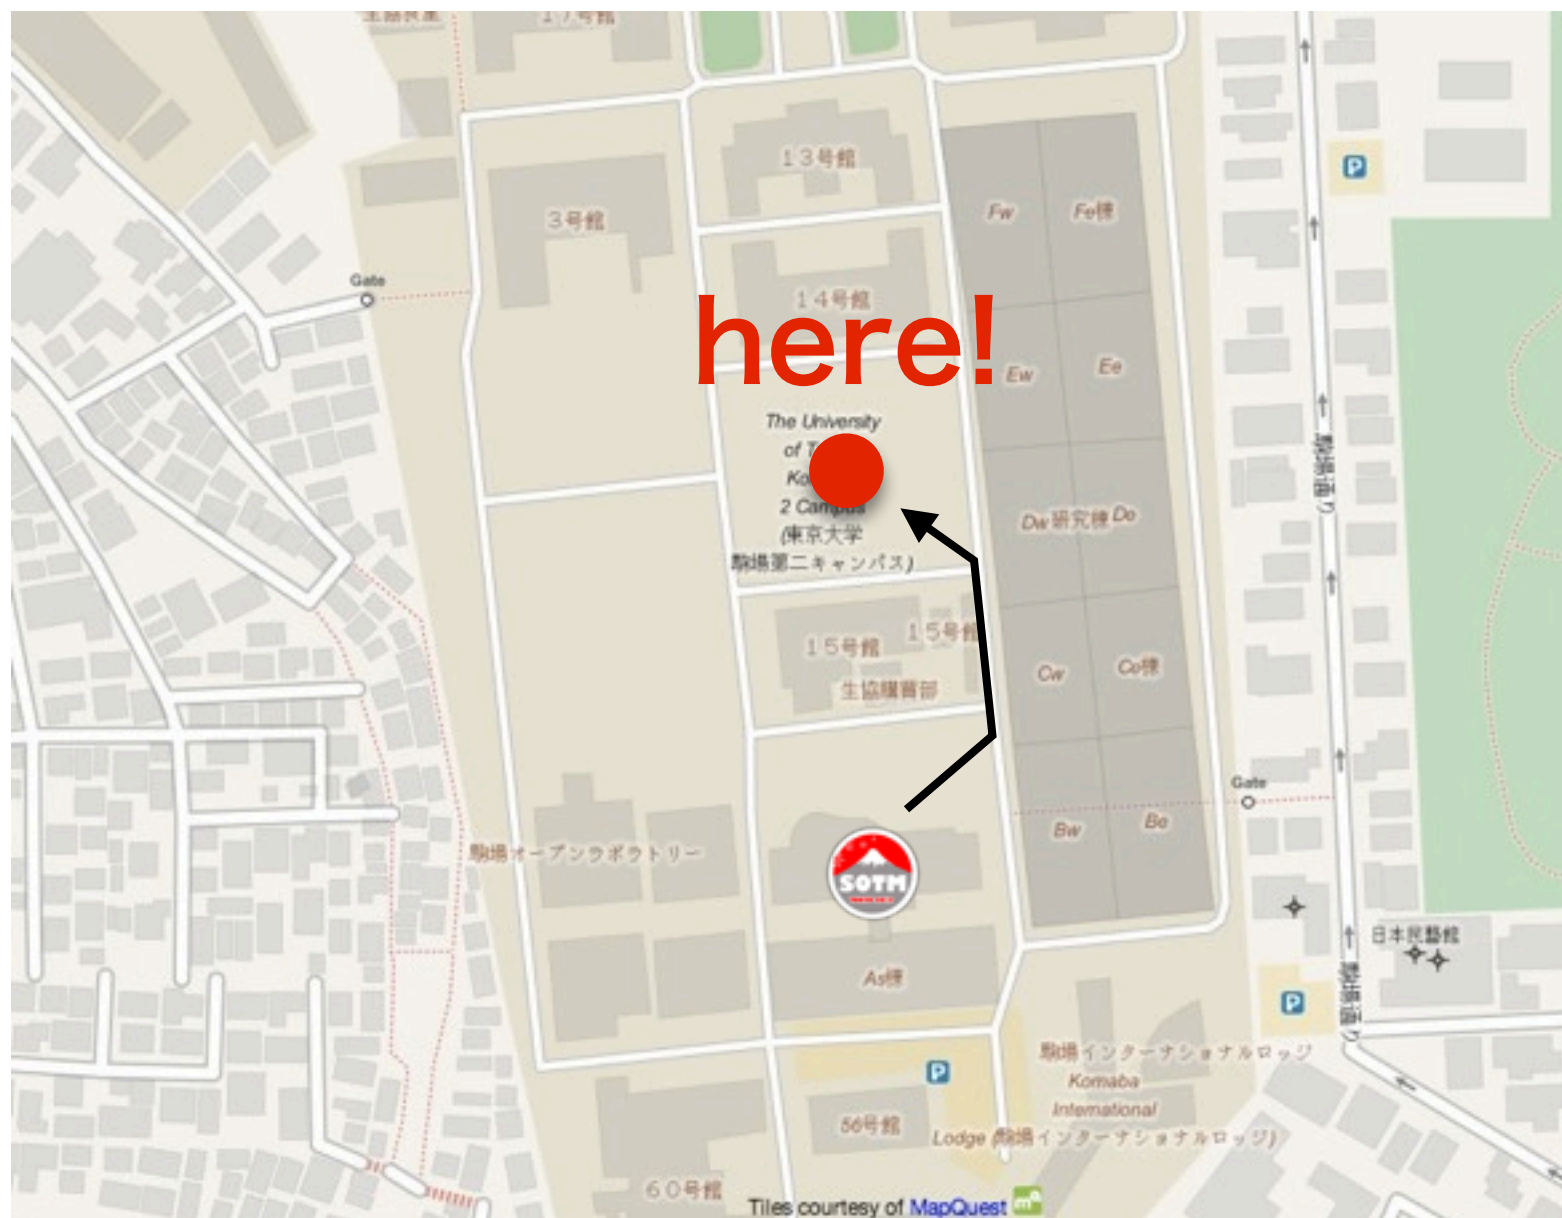 17号館
13号館
3号館
Fw
Fe棟
P
Gate
14号館
here!
Ew
Ee
The University
2 Campus
(東京大学
駒場第二キャンパス)
駒場通り
Dw研究棟De
15号館
15号館
生協購買部
Cw
Ce棟
Gate
Bw
Be
駒場オープンラボラトリー
SOTM
As棟
日本民藝館
駒場通り
P
P
駒場インターナショナルロッジ
Komaba
International
Lodge (駒場インターナショナルロッジ)
56号館
60号館
Tiles courtesy of MapQuest